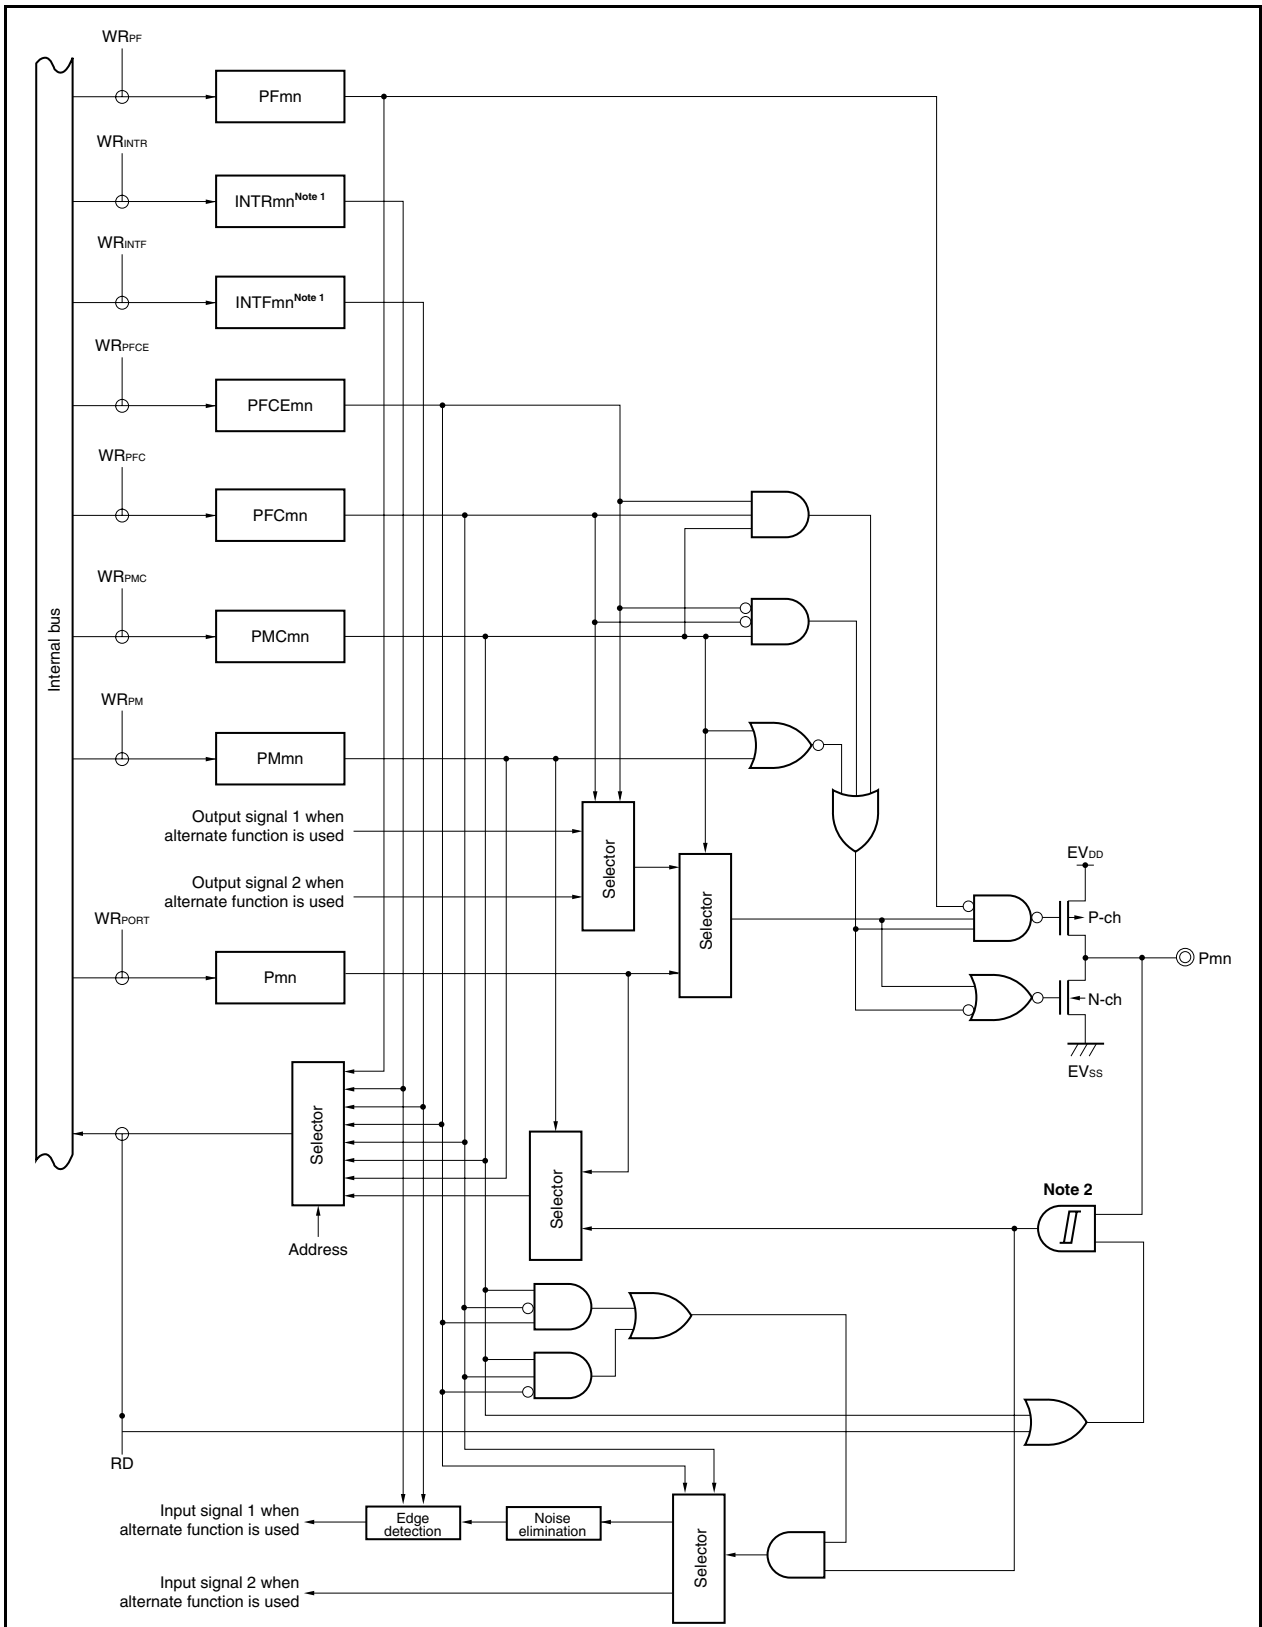 WRPF
PFmn
WRINTR
INTRmnNote 1
WRINTF
INTFmnNote 1
WRPFCE
PFCEmn
WRPFC
PFCmn
WRPMC
PMCmn
Internal bus
WRPM
PMmn
Output signal 1 when
alternate function is used
Selector
Output signal 2 when
alternate function is used
Selector
WRPORT
Pmn
EVDD
P-ch
Pmn
N-ch
EVSS
Selector
Address
Selector
Note 2
RD
Input signal 1 when
alternate function is used
Edge
detection
Noise
elimination
Selector
Input signal 2 when
alternate function is used